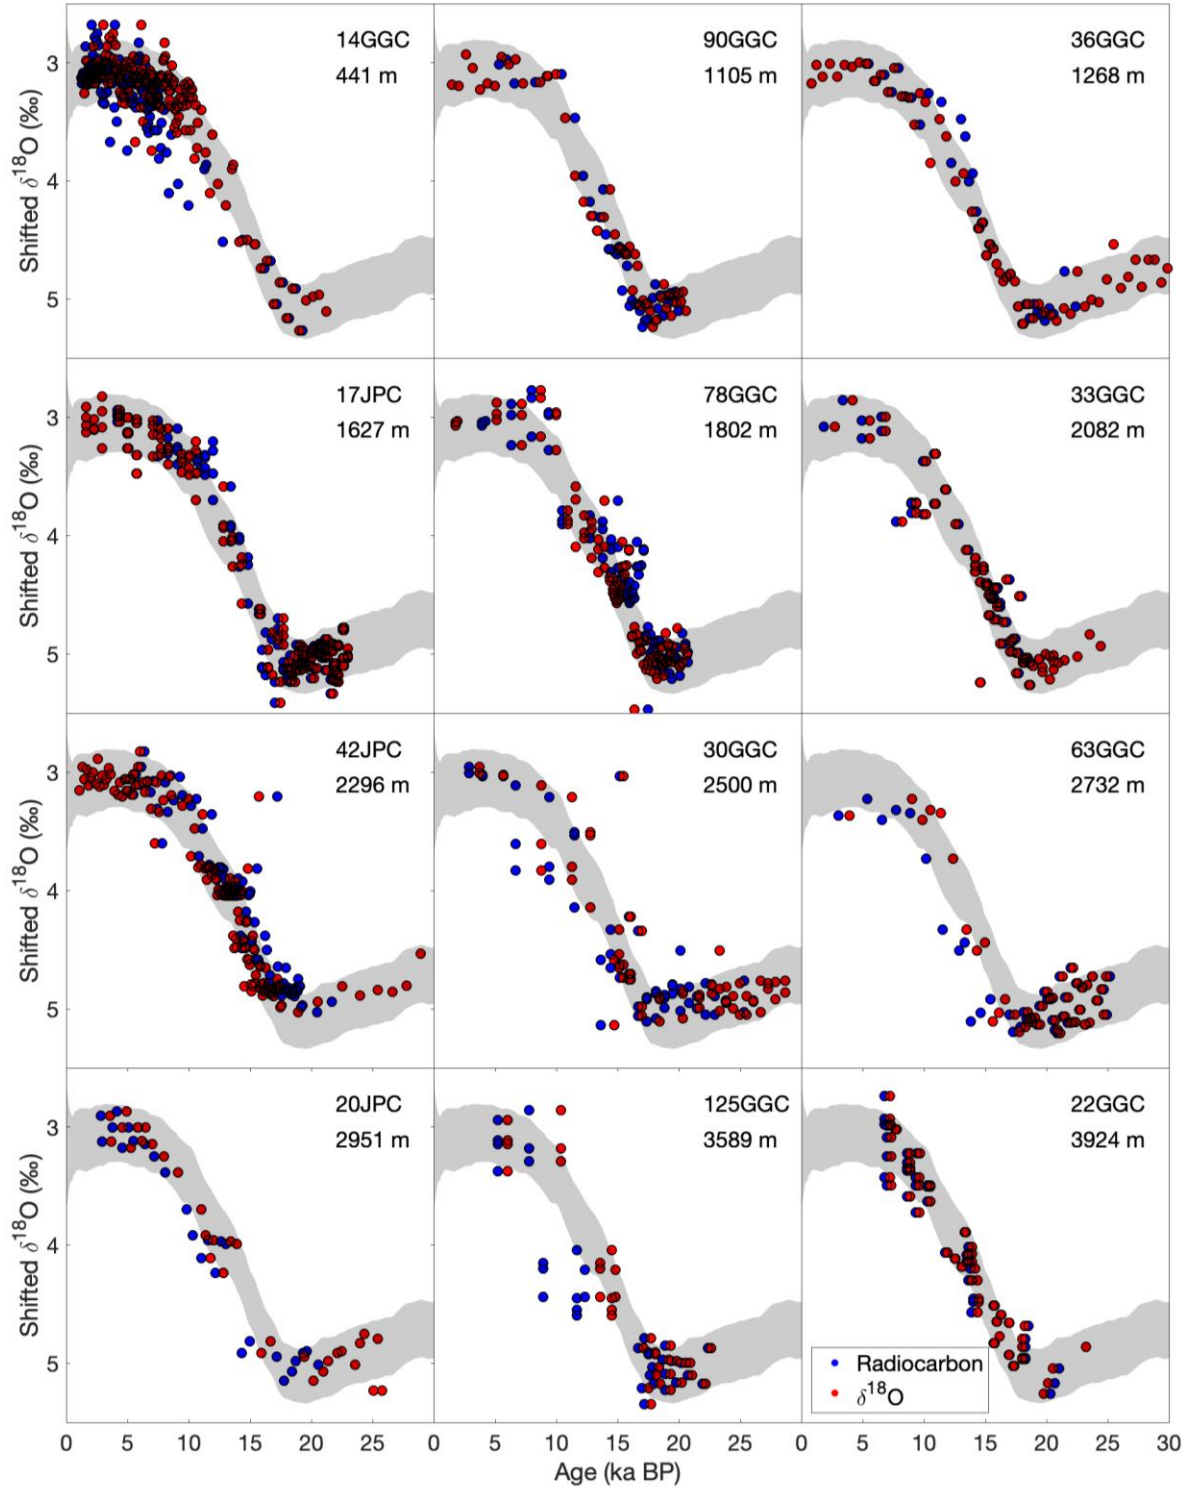 14GGC
441 m
90GGC
1105 m
36GGC
1268 m
3
4
5
Shifted δ¹⁸O (‰)
17JPC
1627 m
78GGC
1802 m
33GGC
2082 m
3
4
5
Shifted δ¹⁸O (‰)
42JPC
2296 m
30GGC
2500 m
63GGC
2732 m
3
4
5
Shifted δ¹⁸O (‰)
20JPC
2951 m
125GGC
3589 m
22GGC
3924 m
3
4
5
Shifted δ¹⁸O (‰)
Radiocarbon
δ¹⁸O
0 5 10 15 20 25 0 5 10 15 20 25 0 5 10 15 20 25 30
Age (ka BP)